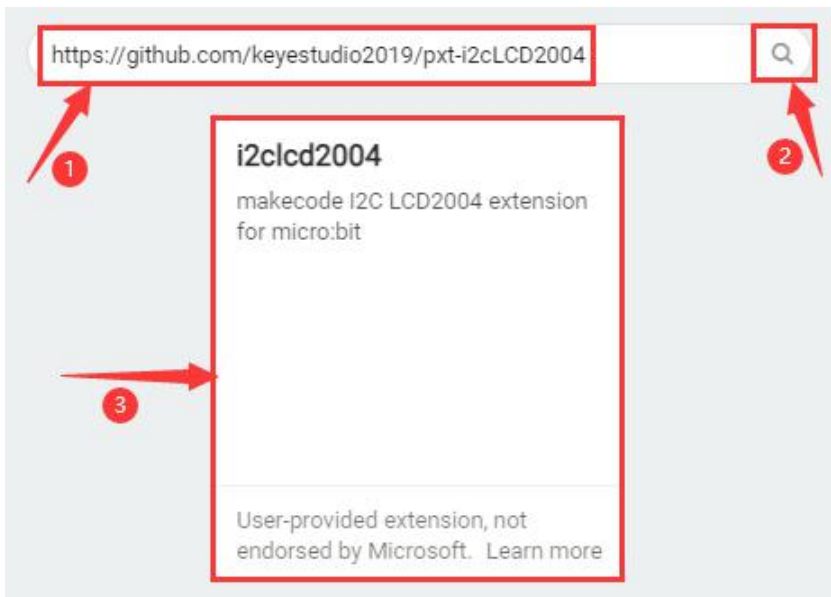 https://github.com/keyestudio2019/pxt-i2cLCD2004
1
2
i2clcd2004
makecode I2C LCD2004 extension
for micro:bit
3
User-provided extension, not
endorsed by Microsoft. Learn more